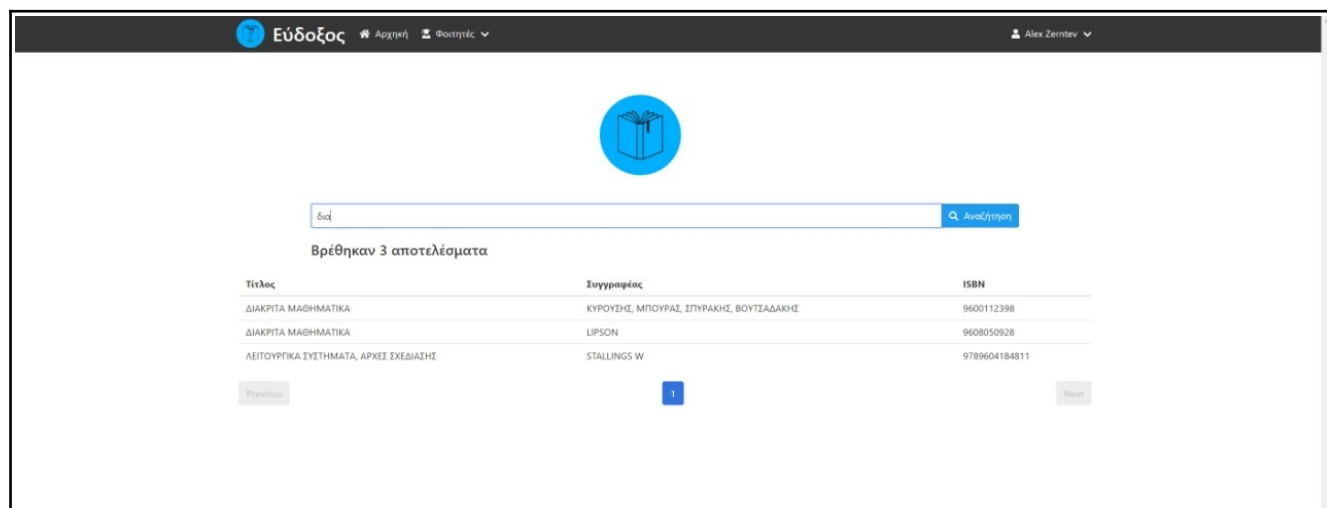 Εύδοξος Αρχηκή Φοιτητές Alex Zerntev
δια Αναζήτηση
Βρέθηκαν 3 αποτελέσματα
Τίτλος Συγγραφέας ISBN
ΔΙΑΚΡΙΤΑ ΜΑΘΗΜΑΤΙΚΑ ΚΥΡΟΥΣΗΣ, ΜΠΟΥΡΑΣ, ΣΠΥΡΑΚΗΣ, ΒΟΥΤΣΑΔΑΚΗΣ 9600112398
ΔΙΑΚΡΙΤΑ ΜΑΘΗΜΑΤΙΚΑ LIPSON 9608050928
ΛΕΙΤΟΥΡΓΙΚΑ ΣΥΣΤΗΜΑΤΑ, ΑΡΧΕΣ ΣΧΕΔΙΑΣΗΣ STALLINGS W 9789604184811
Previous 1 Next